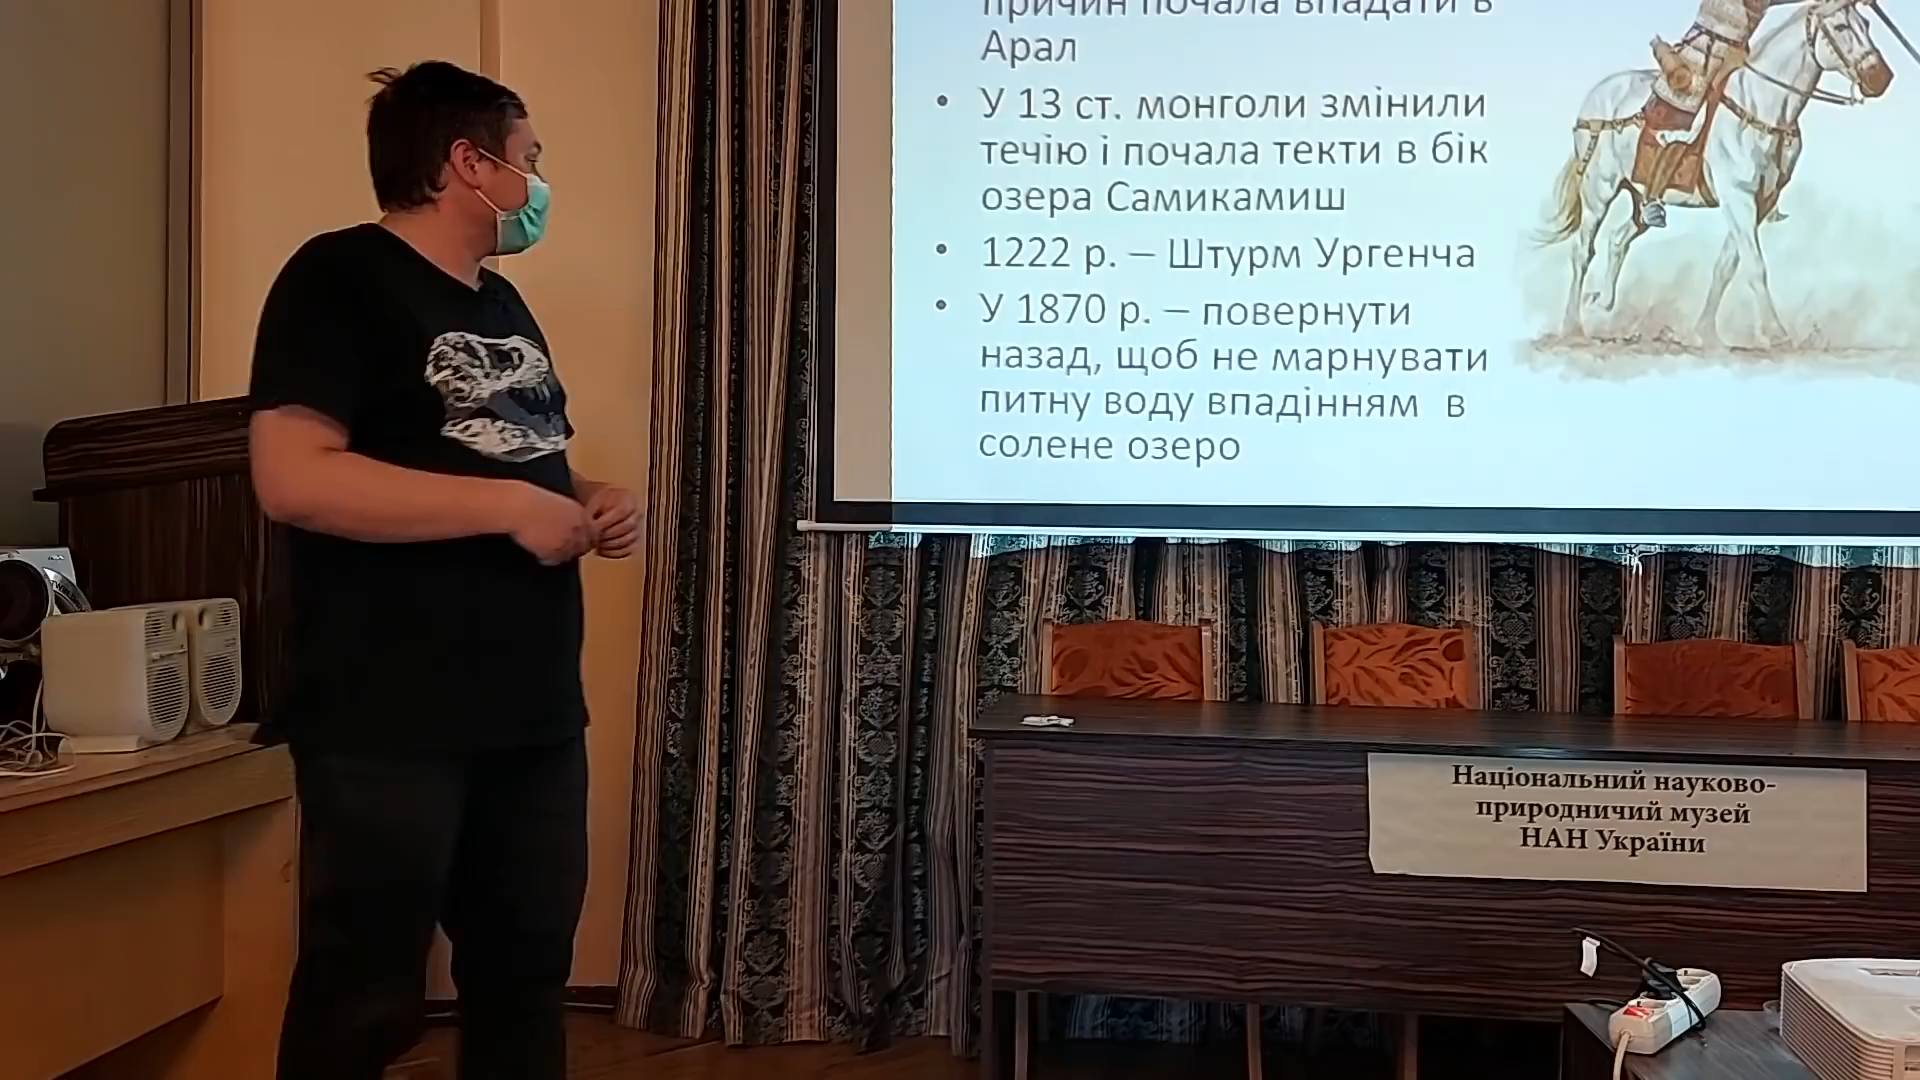 причин почала впадати в
Арал
• У 13 ст. монголи змінили
течію і почала текти в бік
озера Самикамиш
• 1222 р. – Штурм Ургенча
• У 1870 р. – повернути
назад, щоб не марнувати
питну воду впадінням в
солене озеро
Національний науково-
природничий музей
НАН України